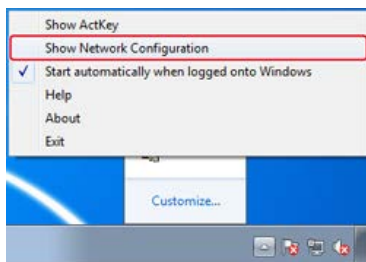 Show ActKey
Show Network Configuration
Start automatically when logged onto Windows
Help
About
Exit
Customize...